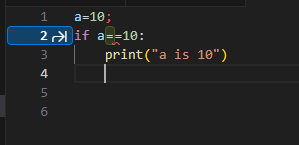 1 a=10;
2 if a==10:
3 print("a is 10")
4
5
6